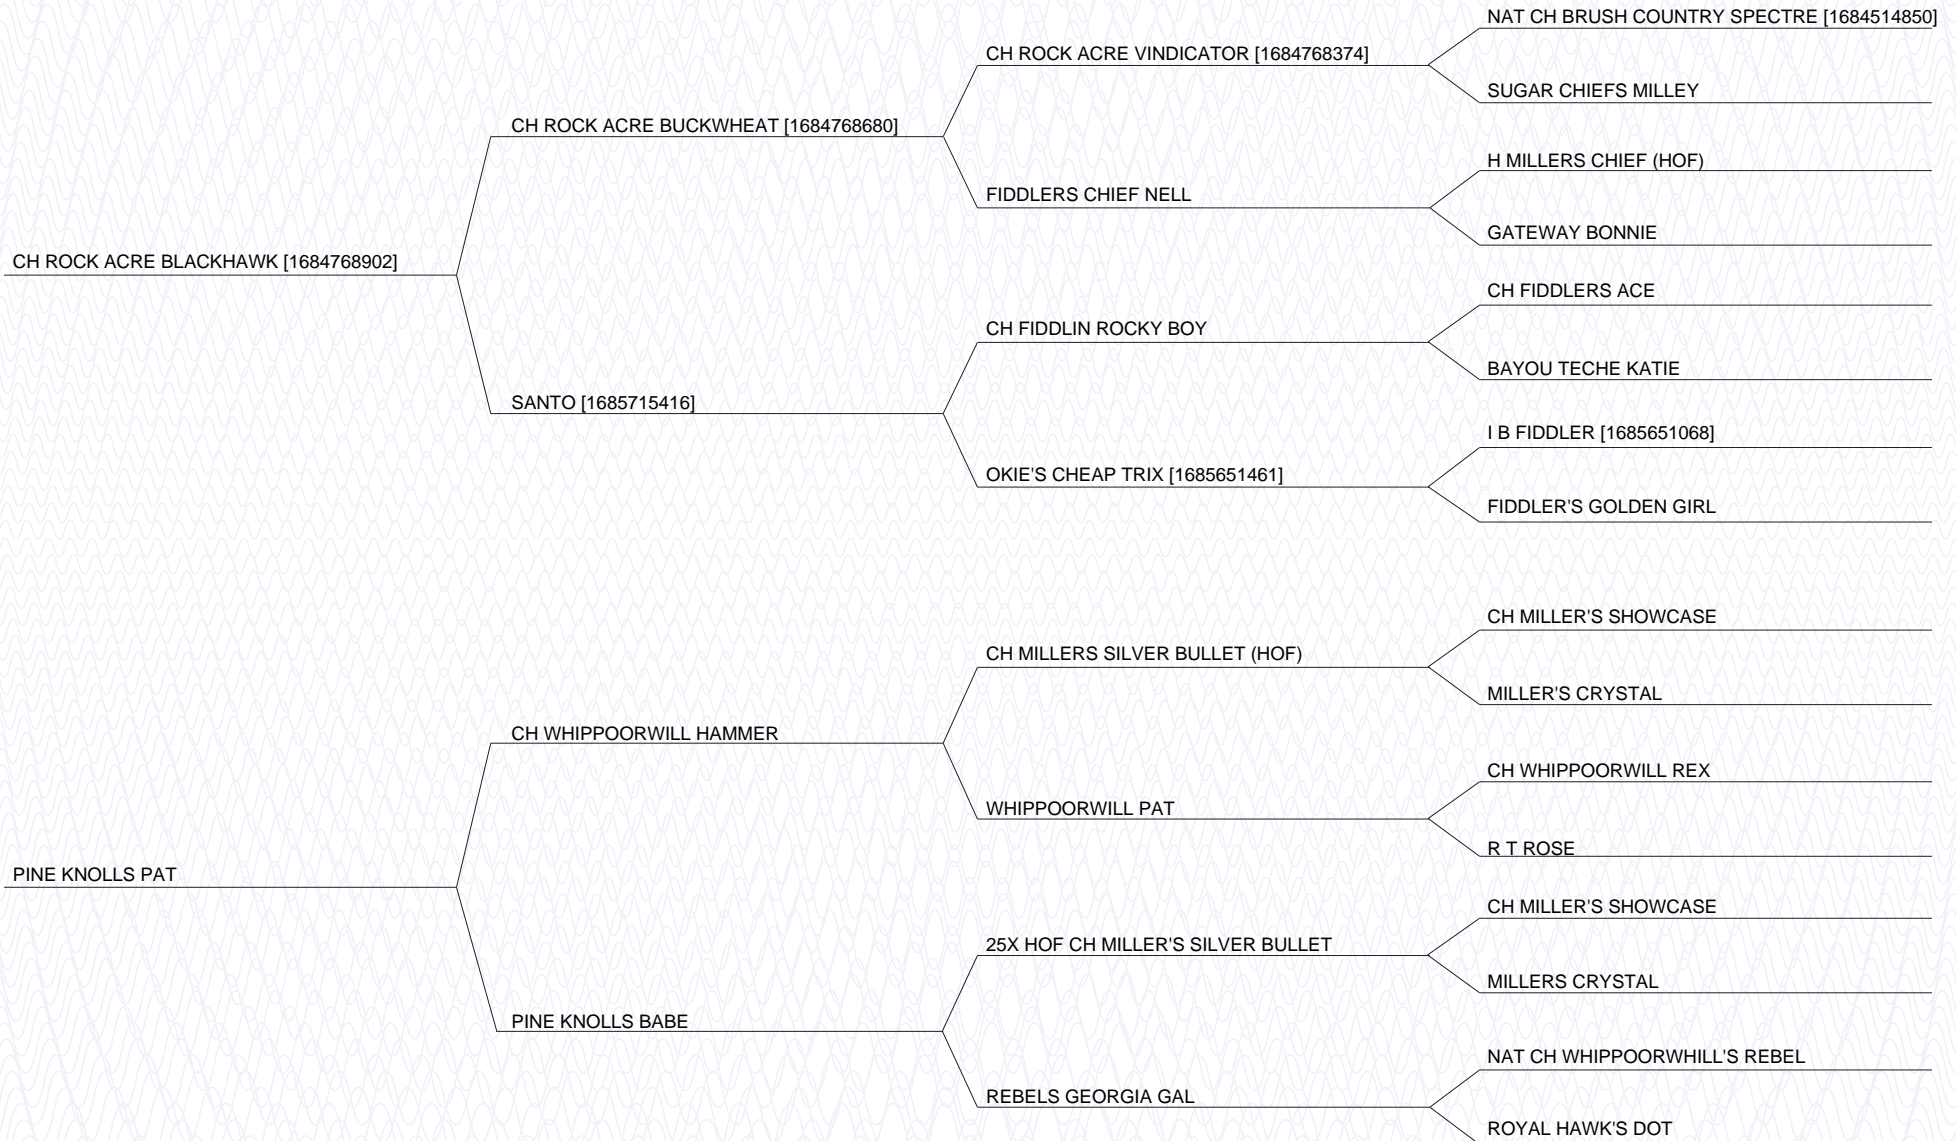 NAT CH BRUSH COUNTRY SPECTRE [1684514850]
CH ROCK ACRE VINDICATOR [1684768374]
SUGAR CHIEFS MILLEY
CH ROCK ACRE BUCKWHEAT [1684768680]
H MILLERS CHIEF (HOF)
FIDDLERS CHIEF NELL
GATEWAY BONNIE
CH ROCK ACRE BLACKHAWK [1684768902]
CH FIDDLERS ACE
CH FIDDLIN ROCKY BOY
BAYOU TECHE KATIE
SANTO [1685715416]
I B FIDDLER [1685651068]
OKIE'S CHEAP TRIX [1685651461]
FIDDLER'S GOLDEN GIRL
CH MILLER'S SHOWCASE
CH MILLERS SILVER BULLET (HOF)
MILLER'S CRYSTAL
CH WHIPPOORWILL HAMMER
CH WHIPPOORWILL REX
WHIPPOORWILL PAT
R T ROSE
PINE KNOLLS PAT
CH MILLER'S SHOWCASE
25X HOF CH MILLER'S SILVER BULLET
MILLERS CRYSTAL
PINE KNOLLS BABE
NAT CH WHIPPOORWHILL'S REBEL
REBELS GEORGIA GAL
ROYAL HAWK'S DOT